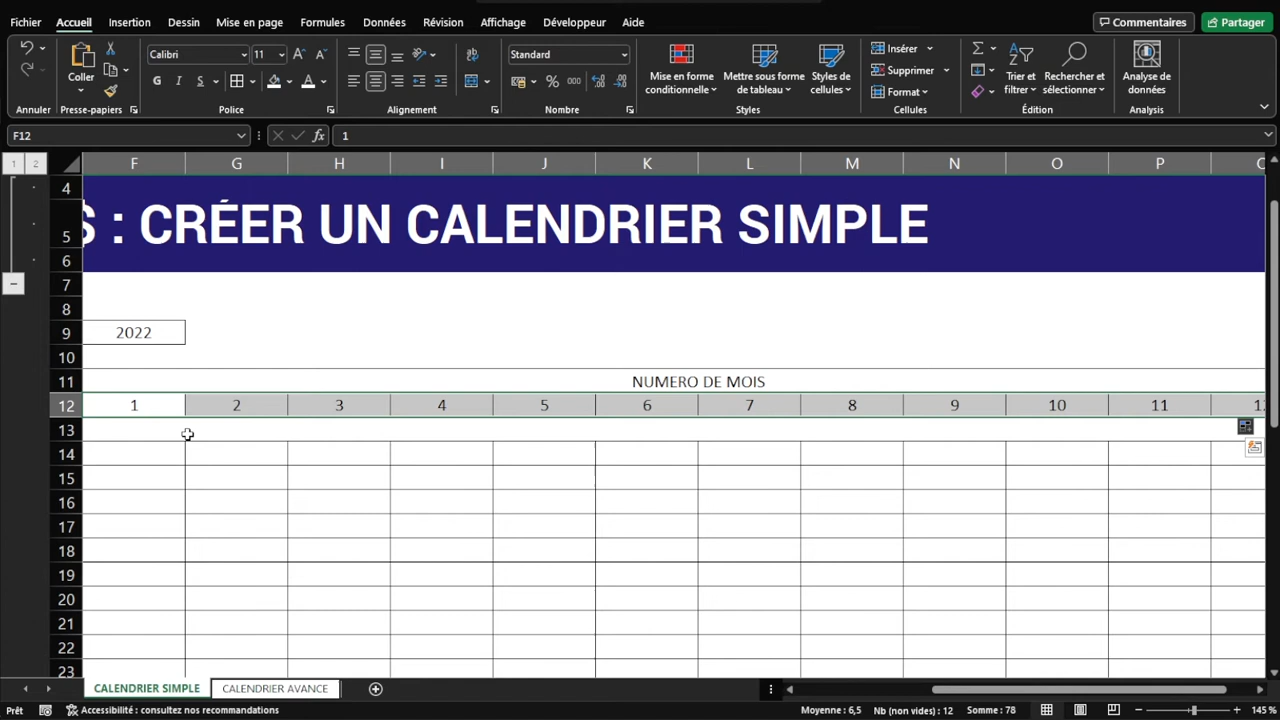 Fichier Accueil Insertion Dessin Mise en page Formules Données Révision Affichage Développeur Aide Commentaires Partager
Coller
Annuler Presse-papiers
Calibri 11
G I S
Police
Alignement
Standard
% 000
Nombre
Mise en forme
conditionnelle
Mettre sous forme
de tableau
Styles de
cellules
Styles
Insérer
Supprimer
Format
Cellules
Trier et
filtrer
Rechercher et
sélectionner
Édition
Analyse de
données
Analysis
F12 fx 1
1 2 F G H I J K L M N O P
4
5 : CRÉER UN CALENDRIER SIMPLE
6
7
8
9 2022
10
11 NUMERO DE MOIS
12 1 2 3 4 5 6 7 8 9 10 11
13
14
15
16
17
18
19
20
21
22
23
CALENDRIER SIMPLE CALENDRIER AVANCE
Prêt Accessibilité : consultez nos recommandations Moyenne : 6,5 Nb (non vides) : 12 Somme : 78 145 %